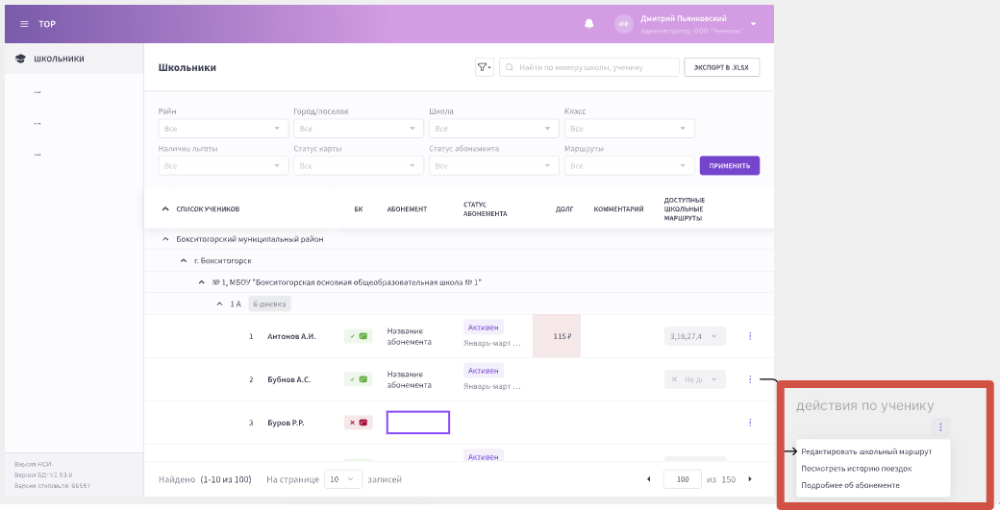 TOP
ИФ
Дмитрий Пьянковский
Администратор, ООО "Телнезис"
ШКОЛЬНИКИ
...
...
...
Школьники
Найти по номеру школы, ученику
ЭКСПОРТ В .XLSX
Райн
Город/поселок
Школа
Класс
Все
Все
Все
Все
Наличие льготы
Статус карты
Статус абонемента
Маршруты
Все
Все
Все
Все
ПРИМЕНИТЬ
СПИСОК УЧЕНИКОВ
БК
АБОНЕМЕНТ
СТАТУС
АБОНЕМЕНТА
ДОЛГ
КОММЕНТАРИЙ
ДОСТУПНЫЕ
ШКОЛЬНЫЕ
МАРШРУТЫ
Бокситогорский муниципальный район
г. Бокситогорск
№ 1, МБОУ "Бокситогорская основная общеобразовательная школа № 1"
1 А
6-дневка
1
Антонов А.И.
Название
абонемента
Активен
Январь-март ...
115 ₽
3,18,27,4
2
Бубнов А.С.
Название
абонемента
Активен
Январь-март ...
Не д
3
Буров Р.Р.
Активен
Найдено (1-10 из 100)
На странице 10 записей
100 из 150
Версия НСИ:
Версия БД: V2.53.0
Версия стоплиста: 66551
действия по ученику
Редактировать школьный маршрут
Посмотреть историю поездок
Подробнее об абонементе